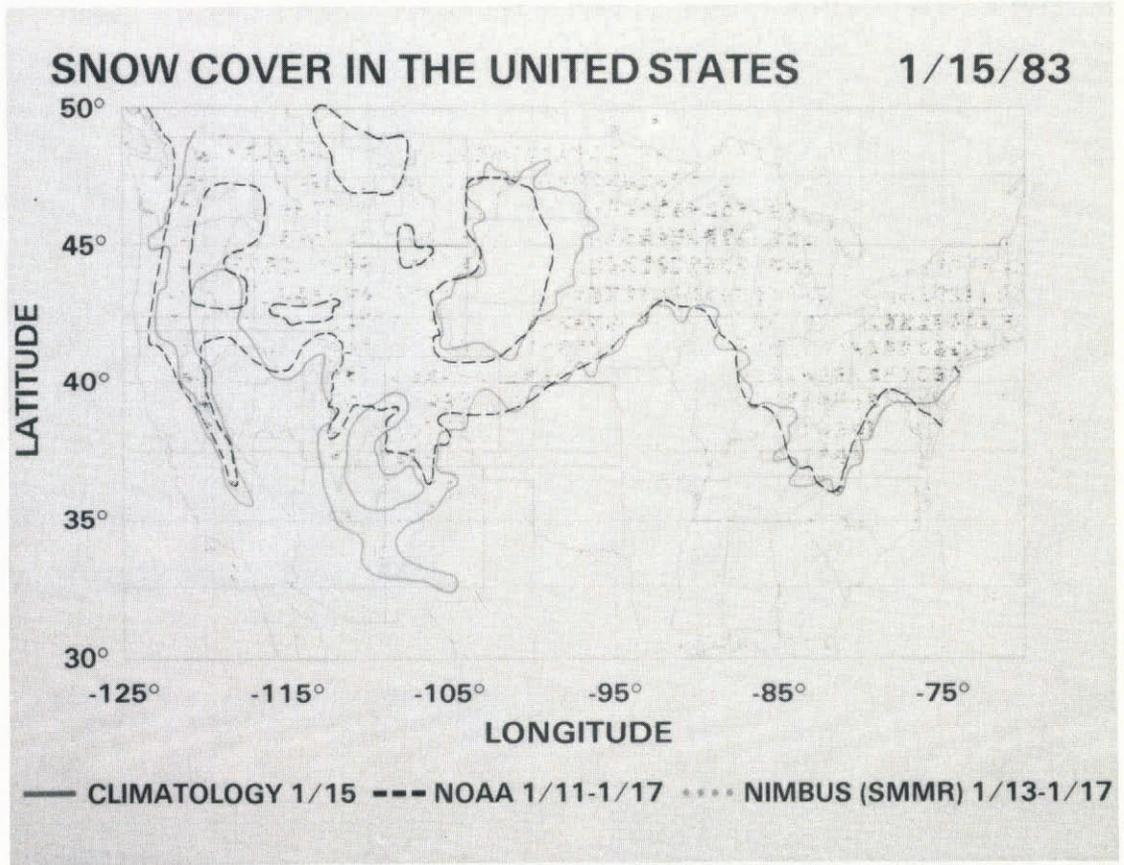 SNOW COVER IN THE UNITED STATES 1/15/83
50°
45°
40°
35°
30°
LATITUDE
-125° -115° -105° -95° -85° -75°
LONGITUDE
CLIMATOLOGY 1/15 NOAA 1/11-1/17 NIMBUS (SMMR) 1/13-1/17